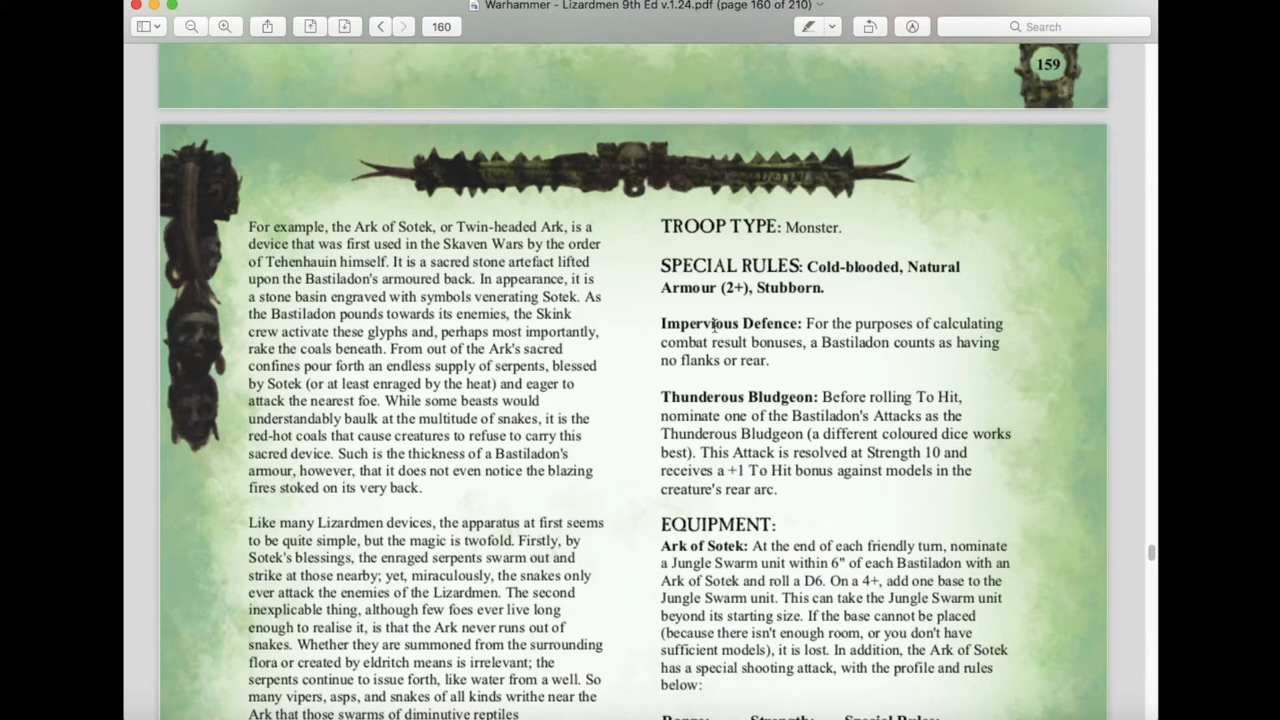 Warhammer - Lizardmen 9th Ed v.1.24.pdf (page 160 of 210)
160
Search
159
For example, the Ark of Sotek, or Twin-headed Ark, is a
device that was first used in the Skaven Wars by the order
of Tehenhauin himself. It is a sacred stone artefact lifted
upon the Bastiladon's armoured back. In appearance, it is
a stone basin engraved with symbols venerating Sotek. As
the Bastiladon pounds towards its enemies, the Skink
crew activate these glyphs and, perhaps most importantly,
rake the coals beneath. From out of the Ark's sacred
confines pour forth an endless supply of serpents, blessed
by Sotek (or at least enraged by the heat) and eager to
attack the nearest foe. While some beasts would
understandably baulk at the multitude of snakes, it is the
red-hot coals that cause creatures to refuse to carry this
sacred device. Such is the thickness of a Bastiladon's
armour, however, that it does not even notice the blazing
fires stoked on its very back.
Like many Lizardmen devices, the apparatus at first seems
to be quite simple, but the magic is twofold. Firstly, by
Sotek's blessings, the enraged serpents swarm out and
strike at those nearby; yet, miraculously, the snakes only
ever attack the enemies of the Lizardmen. The second
inexplicable thing, although few foes ever live long
enough to realise it, is that the Ark never runs out of
snakes. Whether they are summoned from the surrounding
flora or created by eldritch means is irrelevant; the
serpents continue to issue forth, like water from a well. So
many vipers, asps, and snakes of all kinds writhe near the
Ark that those swarms of diminutive reptiles
TROOP TYPE: Monster.
SPECIAL RULES: Cold-blooded, Natural
Armour (2+), Stubborn.
Impervious Defence: For the purposes of calculating
combat result bonuses, a Bastiladon counts as having
no flanks or rear.
Thunderous Bludgeon: Before rolling To Hit,
nominate one of the Bastiladon's Attacks as the
Thunderous Bludgeon (a different coloured dice works
best). This Attack is resolved at Strength 10 and
receives a +1 To Hit bonus against models in the
creature's rear arc.
EQUIPMENT:
Ark of Sotek: At the end of each friendly turn, nominate
a Jungle Swarm unit within 6" of each Bastiladon with an
Ark of Sotek and roll a D6. On a 4+, add one base to the
Jungle Swarm unit. This can take the Jungle Swarm unit
beyond its starting size. If the base cannot be placed
(because there isn't enough room, or you don't have
sufficient models), it is lost. In addition, the Ark of Sotek
has a special shooting attack, with the profile and rules
below:
Range: Strength: Special Rules: